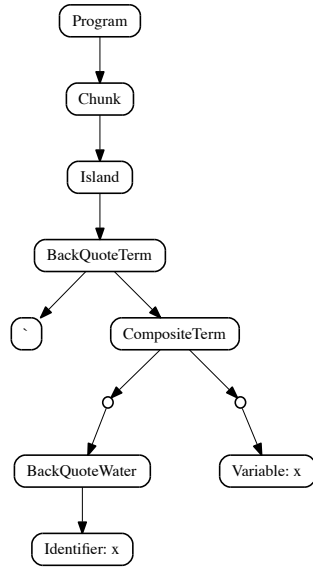 Program
Chunk
Island
BackQuoteTerm
`
CompositeTerm
BackQuoteWater
Variable: x
Identifier: x